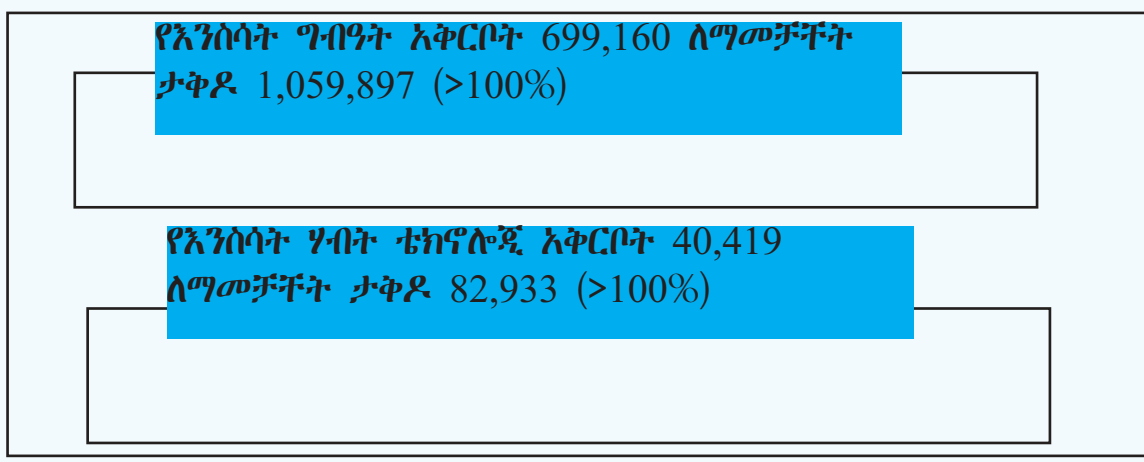 የእንስሳት ግብዓት አቅርቦት 699,160 ለማመቻቸት
ታቅዶ 1,059,897 (>100%)
የእንስሳት ሃብት ቴክኖሎጂ አቅርቦት 40,419
ለማመቻቸት ታቅዶ 82,933 (>100%)